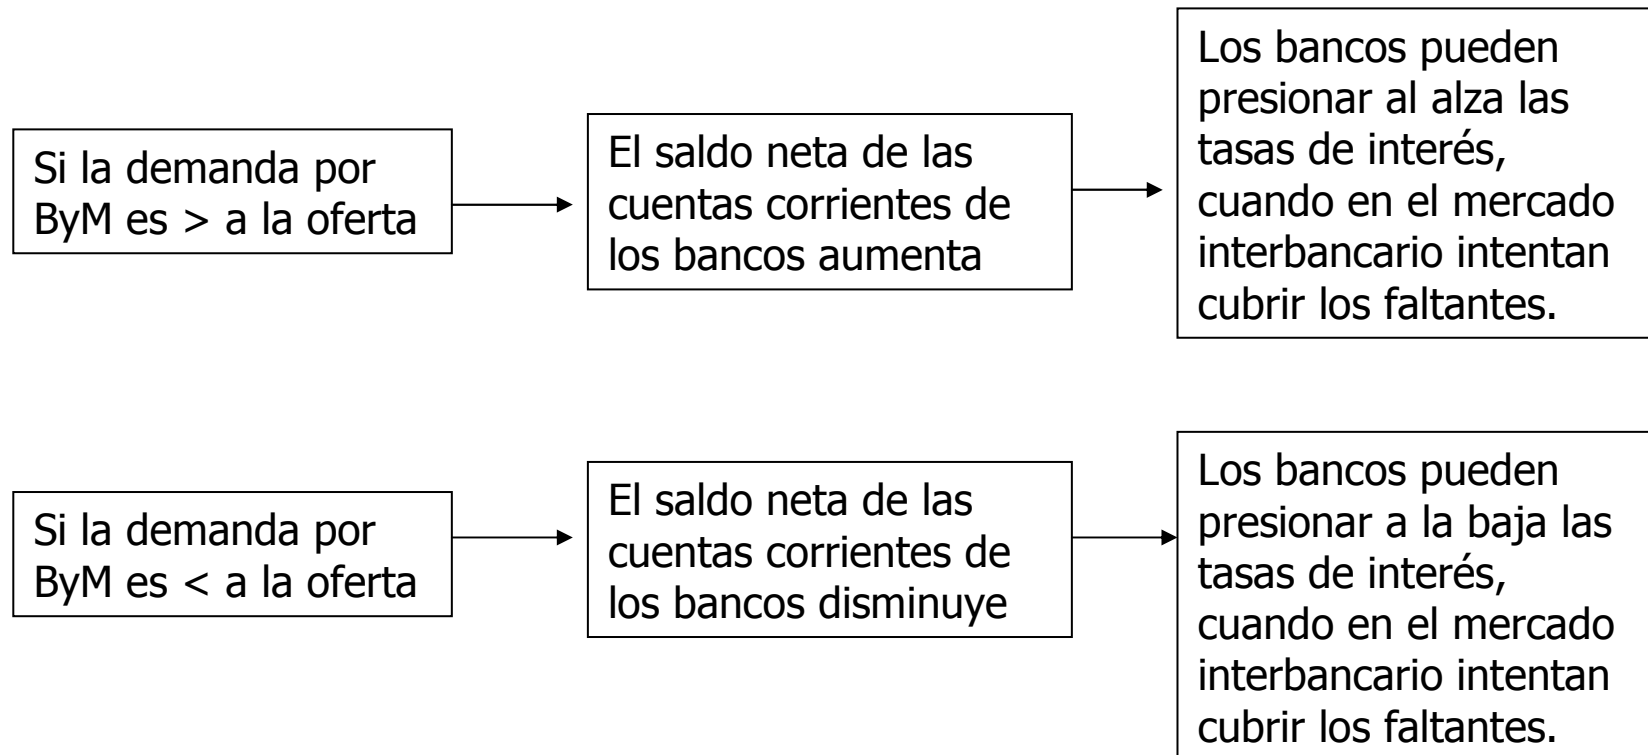 Si la demanda por
ByM es > a la oferta
El saldo neta de las
cuentas corrientes de
los bancos aumenta
Los bancos pueden
presionar al alza las
tasas de interés,
cuando en el mercado
interbancario intentan
cubrir los faltantes.
Si la demanda por
ByM es < a la oferta
El saldo neta de las
cuentas corrientes de
los bancos disminuye
Los bancos pueden
presionar a la baja las
tasas de interés,
cuando en el mercado
interbancario intentan
cubrir los faltantes.